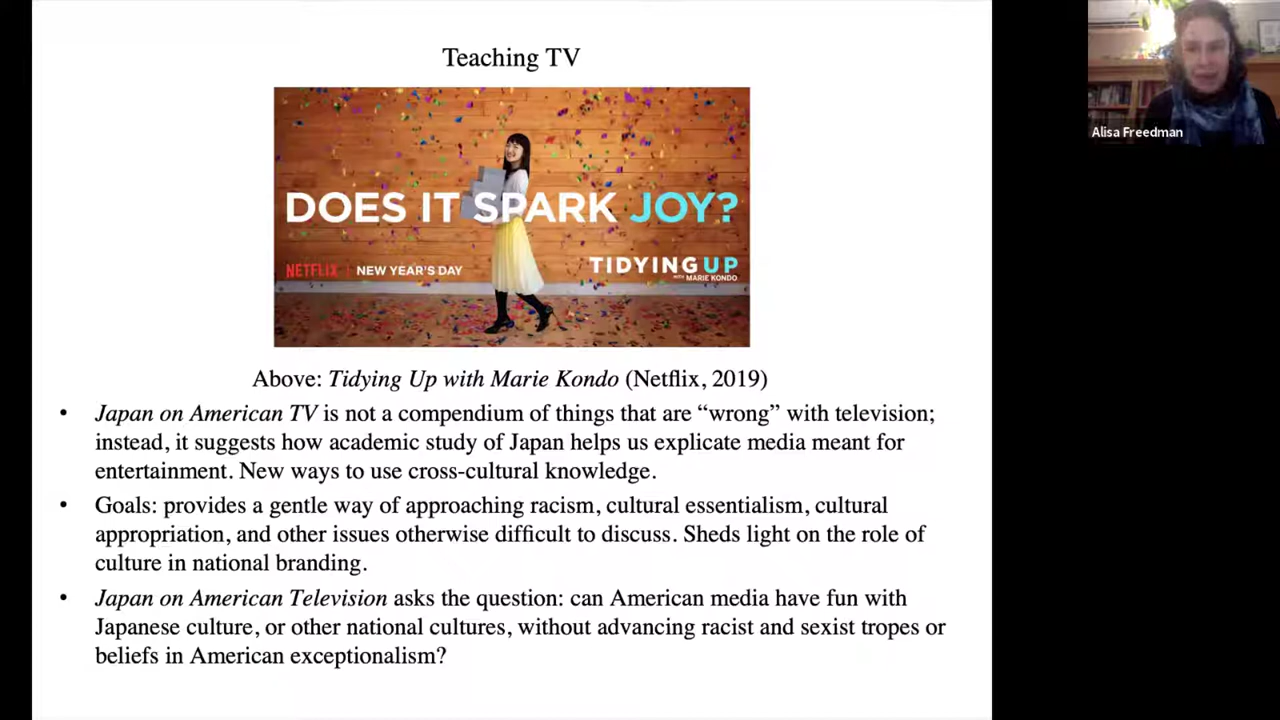 Teaching TV
DOES IT SPARK JOY?
NETFLIX | NEW YEAR'S DAY
TIDYING UP
WITH MARIE KONDO
Above: Tidying Up with Marie Kondo (Netflix, 2019)
• Japan on American TV is not a compendium of things that are “wrong” with television;
instead, it suggests how academic study of Japan helps us explicate media meant for
entertainment. New ways to use cross-cultural knowledge.
• Goals: provides a gentle way of approaching racism, cultural essentialism, cultural
appropriation, and other issues otherwise difficult to discuss. Sheds light on the role of
culture in national branding.
• Japan on American Television asks the question: can American media have fun with
Japanese culture, or other national cultures, without advancing racist and sexist tropes or
beliefs in American exceptionalism?
Alisa Freedman